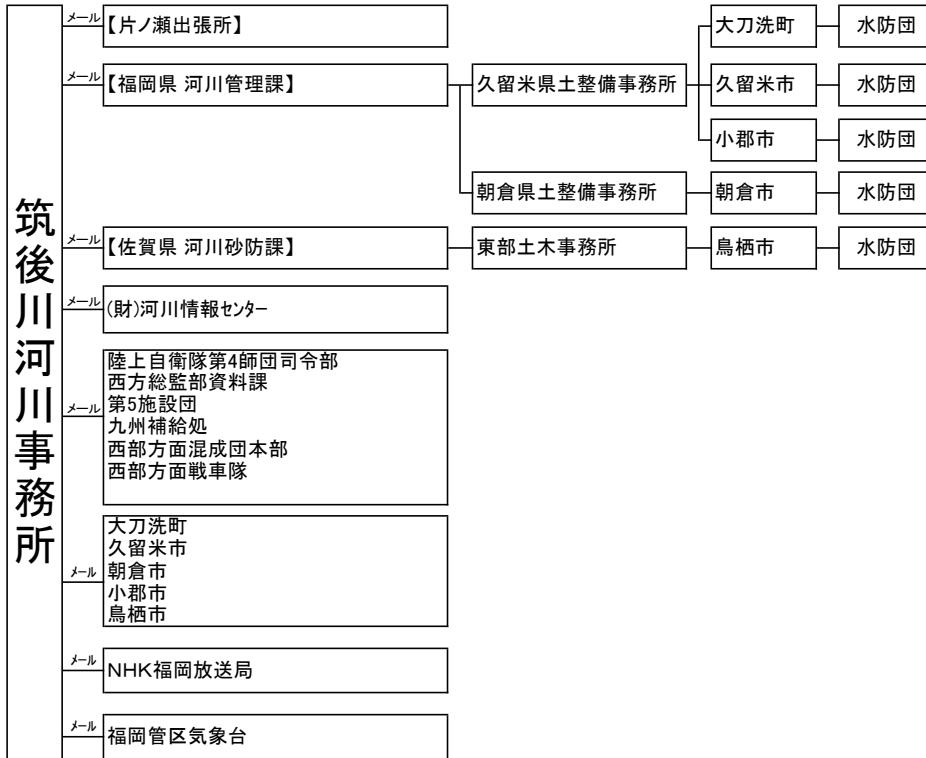 筑後川河川事務所
メール
【片ノ瀬出張所】
メール
【福岡県 河川管理課】
久留米県土整備事務所
大刀洗町
水防団
久留米市
水防団
小郡市
水防団
朝倉県土整備事務所
朝倉市
水防団
メール
【佐賀県 河川砂防課】
東部土木事務所
鳥栖市
水防団
メール
(財)河川情報センター
メール
陸上自衛隊第4師団司令部
西方総監部資料課
第5施設団
九州補給処
西部方面混成団本部
西部方面戦車隊
メール
大刀洗町
久留米市
朝倉市
小郡市
鳥栖市
メール
NHK福岡放送局
メール
福岡管区気象台